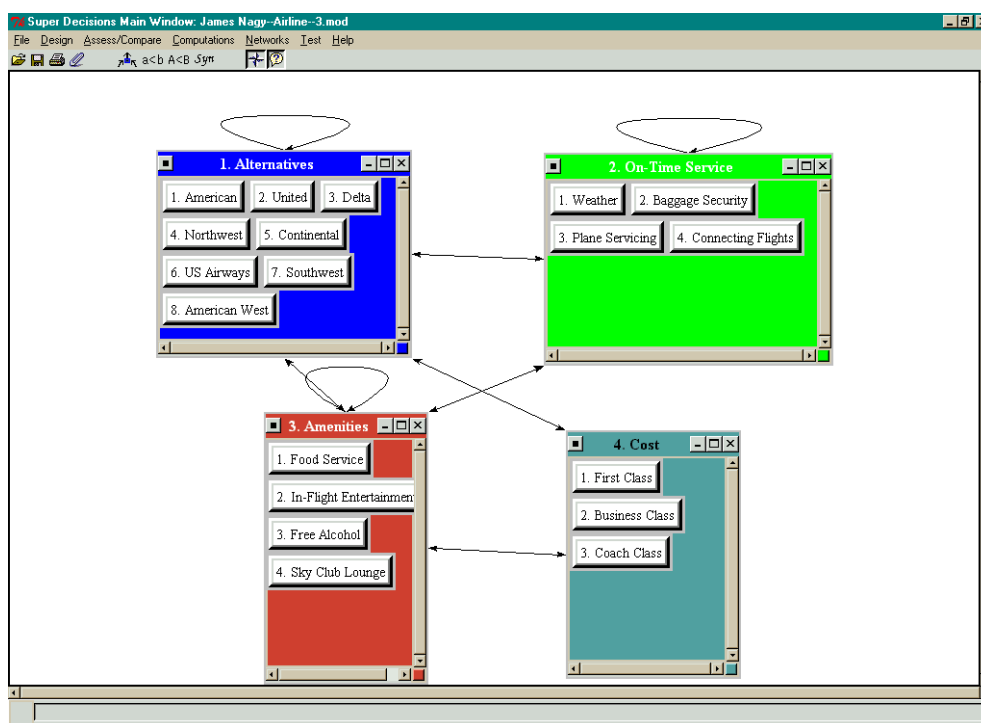 Super Decisions Main Window: James Nagy--Airline--3.mod
File Design Assess/Compare Computations Networks Test Help
a<b A<B Syn
1. Alternatives
1. American 2. United 3. Delta
4. Northwest 5. Continental
6. US Airways 7. Southwest
8. American West
2. On-Time Service
1. Weather 2. Baggage Security
3. Plane Servicing 4. Connecting Flights
3. Amenities
1. Food Service
2. In-Flight Entertainmen
3. Free Alcohol
4. Sky Club Lounge
4. Cost
1. First Class
2. Business Class
3. Coach Class